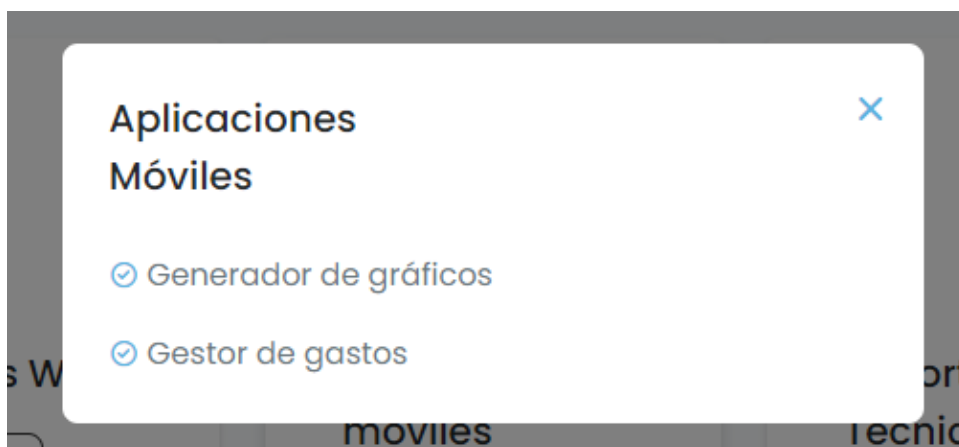 Aplicaciones
Móviles
Generador de gráficos
Gestor de gastos
móviles